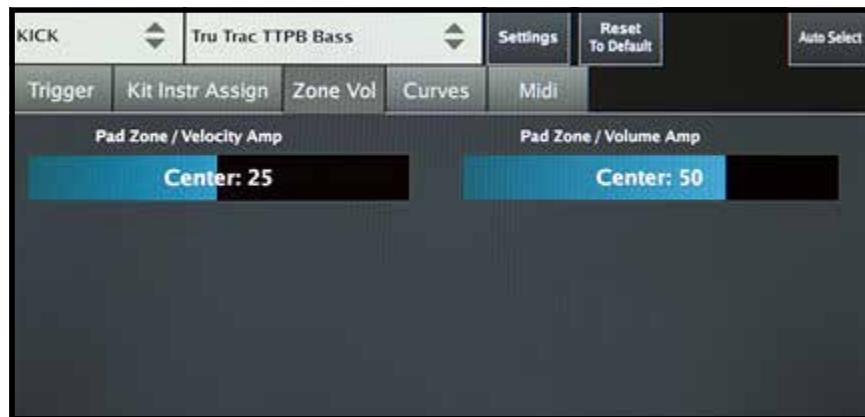 KICK
Tru Trac TTPB Bass
Settings
Reset
To Default
Auto Select
Trigger
Kit Instr Assign
Zone Vol
Curves
Midi
Pad Zone / Velocity Amp
Pad Zone / Volume Amp
Center: 25
Center: 50